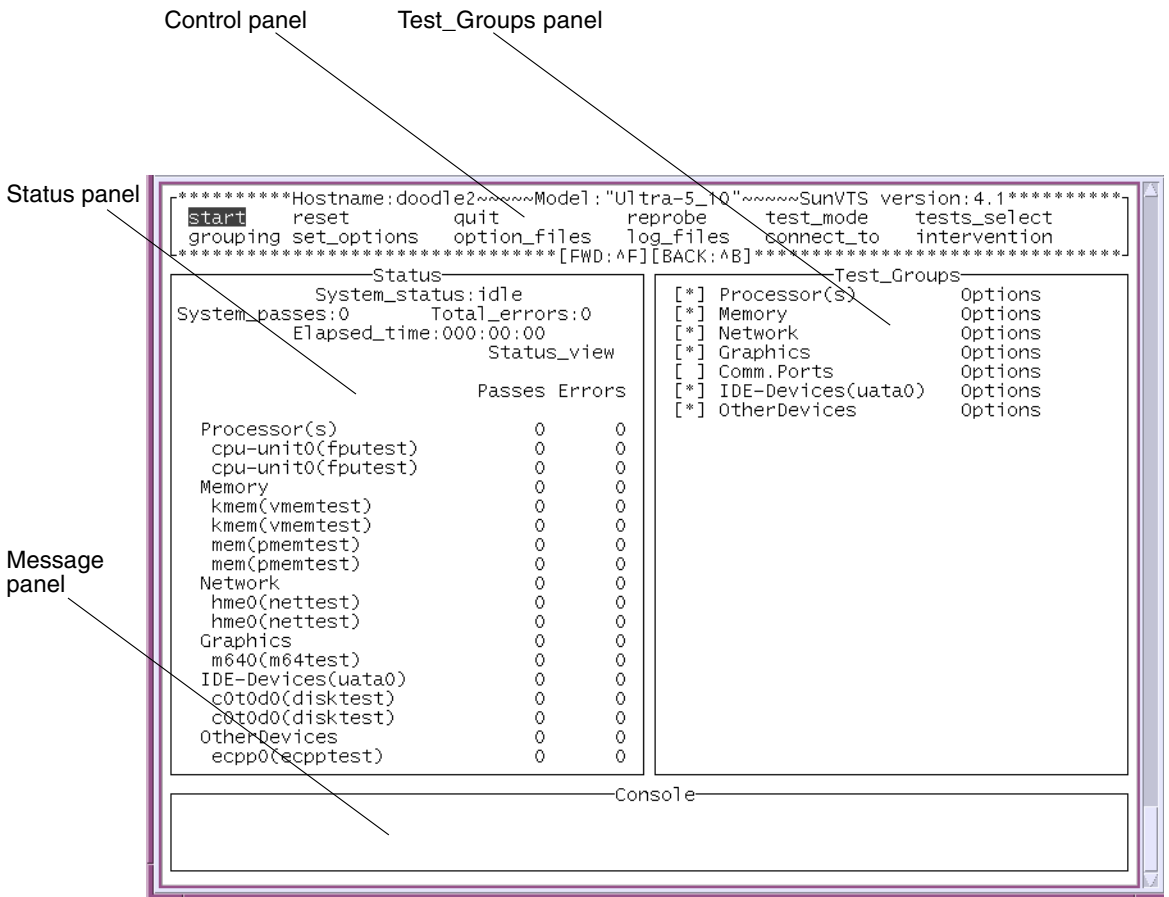 Control panel
Test_Groups panel
Status panel
**********Hostname:doodle2~~~~~Model:"Ultra-5_10"~~~~~SunVTS version:4.1**********
start reset quit reprobe test_mode tests_select
grouping set_options option_files log_files connect_to intervention
*********************************[FWD:^F][BACK:^B]********************************
Status
System_status:idle
System_passes:0 Total_errors:0
Elapsed_time:000:00:00
Status_view
Passes Errors
Processor(s) 0 0
cpu-unit0(fputest) 0 0
cpu-unit0(fputest) 0 0
Memory 0 0
kmem(vmemtest) 0 0
kmem(vmemtest) 0 0
mem(pmemtest) 0 0
mem(pmemtest) 0 0
Network 0 0
hme0(nettest) 0 0
hme0(nettest) 0 0
Graphics 0 0
m640(m64test) 0 0
IDE-Devices(uata0) 0 0
c0t0d0(disktest) 0 0
c0t0d0(disktest) 0 0
OtherDevices 0 0
ecpp0(ecpptest) 0 0
Test_Groups
[*] Processor(s) Options
[*] Memory Options
[*] Network Options
[*] Graphics Options
[ ] Comm.Ports Options
[*] IDE-Devices(uata0) Options
[*] OtherDevices Options
Message
panel
Console